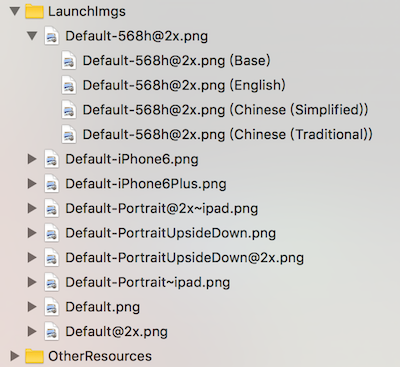 LaunchImgs
Default-568h@2x.png
Default-568h@2x.png (Base)
Default-568h@2x.png (English)
Default-568h@2x.png (Chinese (Simplified))
Default-568h@2x.png (Chinese (Traditional))
Default-iPhone6.png
Default-iPhone6Plus.png
Default-Portrait@2x~ipad.png
Default-PortraitUpsideDown.png
Default-PortraitUpsideDown@2x.png
Default-Portrait~ipad.png
Default.png
Default@2x.png
OtherResources